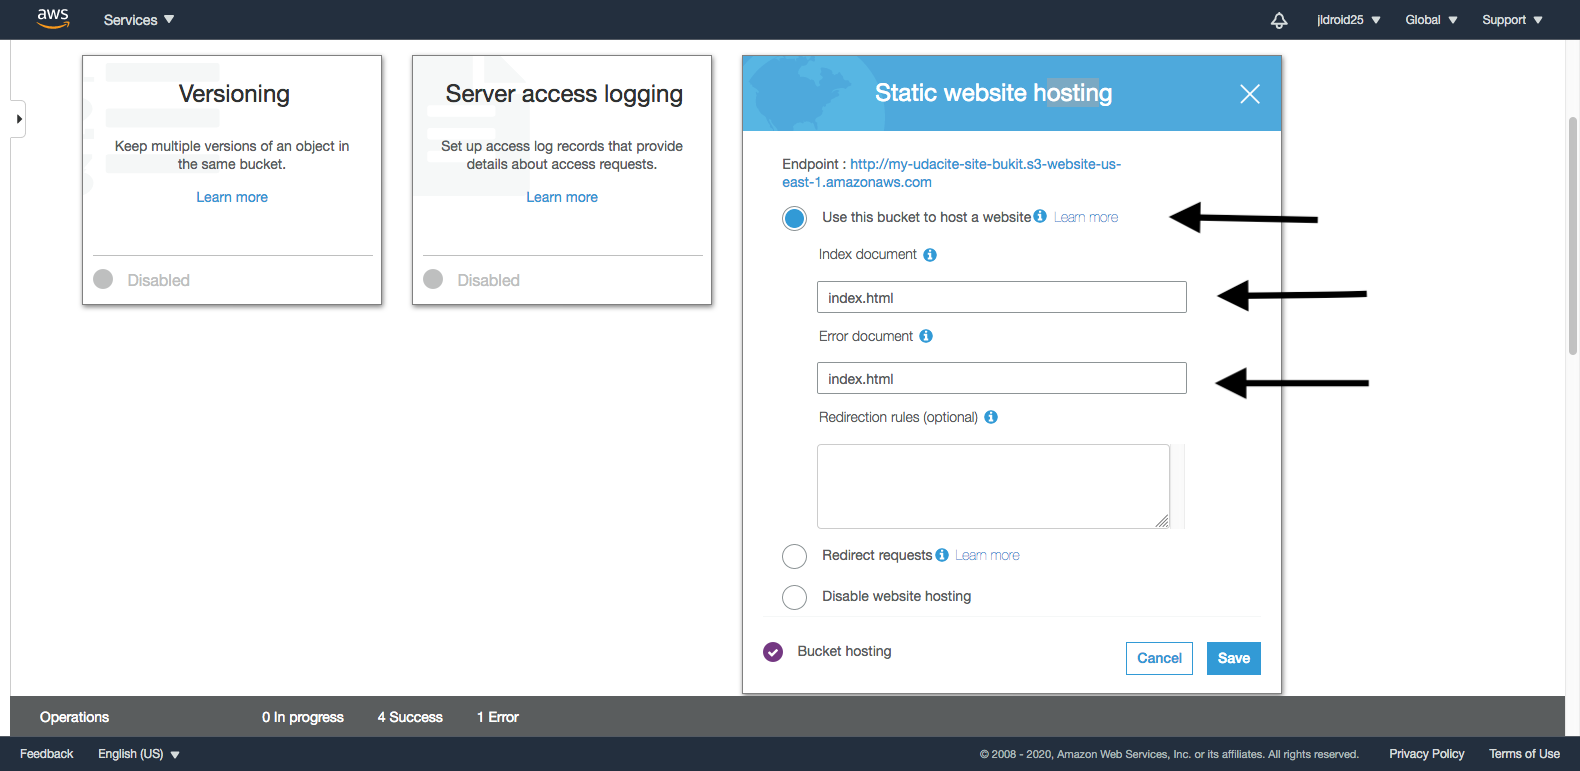 aws
Services
jldroid25
Global
Support
Versioning
Keep multiple versions of an object in
the same bucket.
Learn more
Disabled
Server access logging
Set up access log records that provide
details about access requests.
Learn more
Disabled
Static website hosting
Endpoint : http://my-udacite-site-bukit.s3-website-us-
east-1.amazonaws.com
Use this bucket to host a website Learn more
Index document
index.html
Error document
index.html
Redirection rules (optional)
Redirect requests Learn more
Disable website hosting
Bucket hosting
Cancel
Save
Operations
0 In progress
4 Success
1 Error
Feedback
English (US)
© 2008 - 2020, Amazon Web Services, Inc. or its affiliates. All rights reserved.
Privacy Policy
Terms of Use